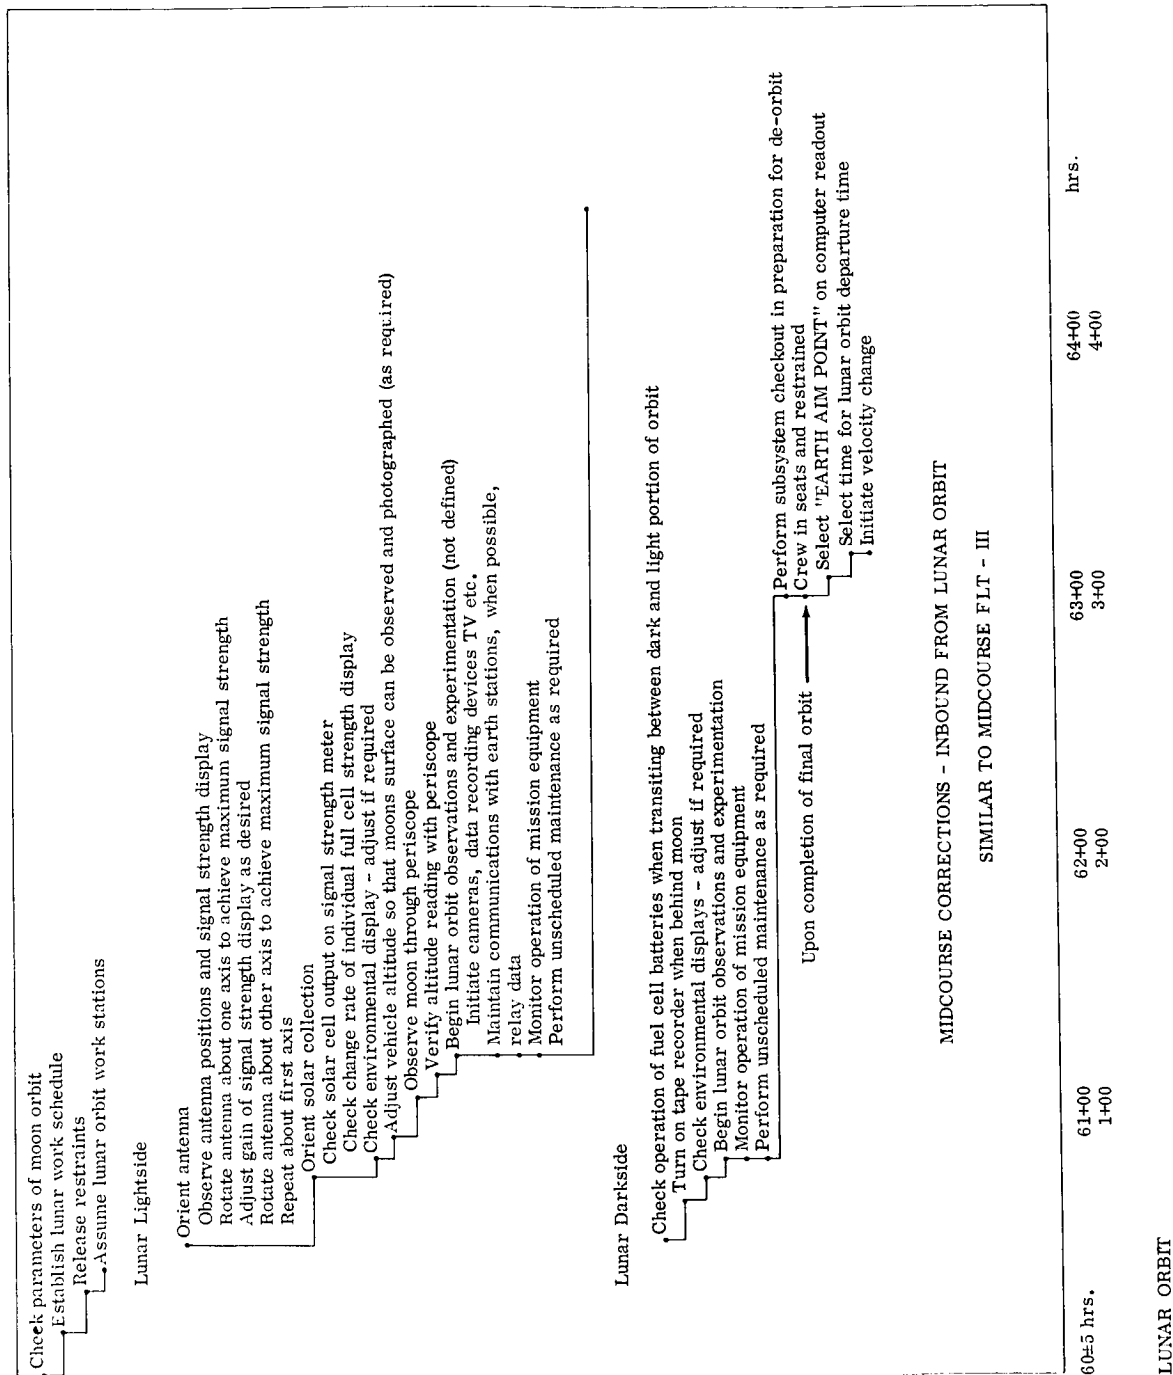 Check parameters of moon orbit
Establish lunar work schedule
Release restraints
Assume lunar orbit work stations
Lunar Lightside
Orient antenna
Observe antenna positions and signal strength display
Rotate antenna about one axis to achieve maximum signal strength
Adjust gain of signal strength display as desired
Rotate antenna about other axis to achieve maximum signal strength
Repeat about first axis
Orient solar collection
Check solar cell output on signal strength meter
Check change rate of individual full cell strength display
Check environmental display - adjust if required
Adjust vehicle altitude so that moons surface can be observed and photographed (as required)
Observe moon through periscope
Verify altitude reading with periscope
Begin lunar orbit observations and experimentation (not defined)
Initiate cameras, data recording devices TV etc.
Maintain communications with earth stations, when possible,
relay data
Monitor operation of mission equipment
Perform unscheduled maintenance as required
Lunar Darkside
Check operation of fuel cell batteries when transiting between dark and light portion of orbit
Turn on tape recorder when behind moon
Check environmental displays - adjust if required
Begin lunar orbit observations and experimentation
Monitor operation of mission equipment
Perform unscheduled maintenance as required
Perform subsystem checkout in preparation for de-orbit
Upon completion of final orbit
Crew in seats and restrained
Select "EARTH AIM POINT" on computer readout
Select time for lunar orbit departure time
Initiate velocity change
MIDCOURSE CORRECTIONS - INBOUND FROM LUNAR ORBIT
SIMILAR TO MIDCOURSE FLT - III
60±5 hrs. 61+00 62+00 63+00 64+00 hrs.
1+00 2+00 3+00 4+00
LUNAR ORBIT